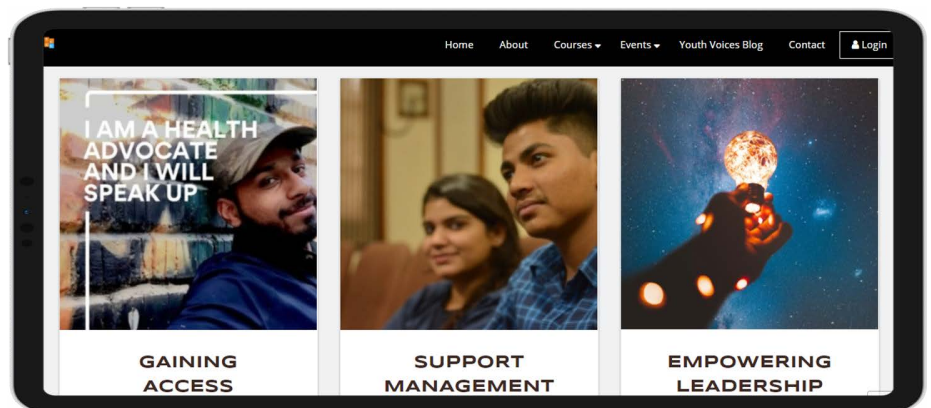 Home About Courses Events Youth Voices Blog Contact Login
I AM A HEALTH
ADVOCATE
AND I WILL
SPEAK UP
GAINING
ACCESS
SUPPORT
MANAGEMENT
EMPOWERING
LEADERSHIP